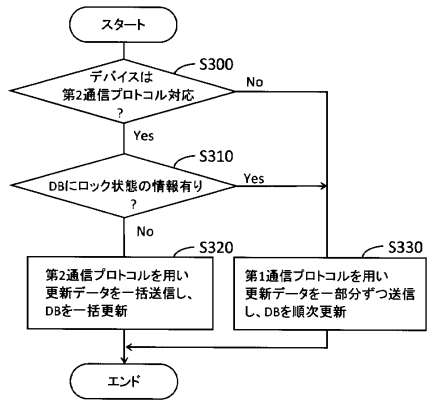 スタート
S300
デバイスは
第2通信プロトコル対応
?
No
Yes
S310
DBにロック状態の情報有り
?
Yes
No
S320
第2通信プロトコルを用い
更新データを一括送信し、
DBを一括更新
S330
第1通信プロトコルを用い
更新データを一部分ずつ送信
し、DBを順次更新
エンド